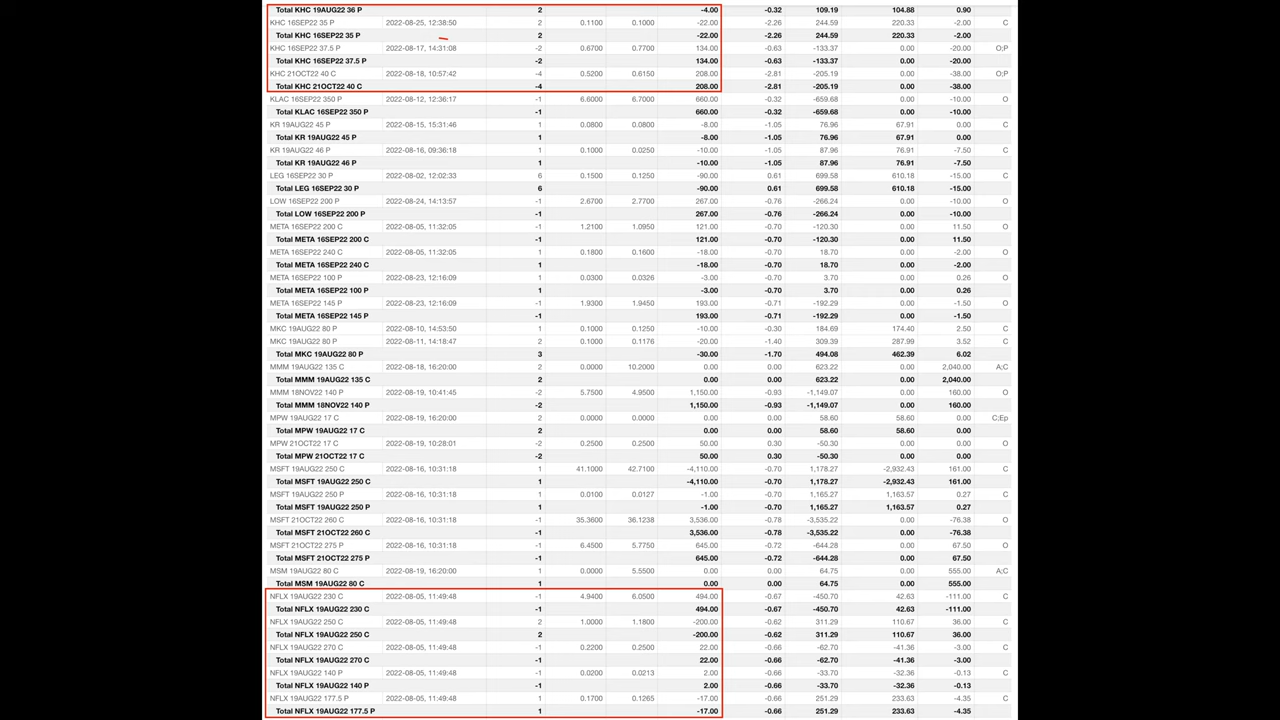 Total KHC 19AUG22 36 P 2 -4.00 -0.32 109.19 104.88 0.90
KHC 16SEP22 35 P 2022-08-25, 12:38:50 2 0.1100 0.1000 -22.00 -2.26 244.59 220.33 -2.00 C
Total KHC 16SEP22 35 P 2 -22.00 -2.26 244.59 220.33 -2.00
KHC 16SEP22 37.5 P 2022-08-17, 14:31:08 -2 0.6700 0.7700 134.00 -0.63 -133.37 0.00 -20.00 O;P
Total KHC 16SEP22 37.5 P -2 134.00 -0.63 -133.37 0.00 -20.00
KHC 21OCT22 40 C 2022-08-18, 10:57:42 -4 0.5200 0.6150 208.00 -2.81 -205.19 0.00 -38.00 O;P
Total KHC 21OCT22 40 C -4 208.00 -2.81 -205.19 0.00 -38.00
KLAC 16SEP22 350 P 2022-08-12, 12:36:17 -1 6.6000 6.7000 660.00 -0.32 -659.68 0.00 -10.00 O
Total KLAC 16SEP22 350 P -1 660.00 -0.32 -659.68 0.00 -10.00
KR 19AUG22 45 P 2022-08-15, 15:31:46 1 0.0800 0.0800 -8.00 -1.05 76.96 67.91 0.00 C
Total KR 19AUG22 45 P 1 -8.00 -1.05 76.96 67.91 0.00
KR 19AUG22 46 P 2022-08-16, 09:36:18 1 0.1000 0.0250 -10.00 -1.05 87.96 76.91 -7.50 C
Total KR 19AUG22 46 P 1 -10.00 -1.05 87.96 76.91 -7.50
LEG 16SEP22 30 P 2022-08-02, 12:02:33 6 0.1500 0.1250 -90.00 0.61 699.58 610.18 -15.00 C
Total LEG 16SEP22 30 P 6 -90.00 0.61 699.58 610.18 -15.00
LOW 16SEP22 200 P 2022-08-24, 14:13:57 -1 2.6700 2.7700 267.00 -0.76 -266.24 0.00 -10.00 O
Total LOW 16SEP22 200 P -1 267.00 -0.76 -266.24 0.00 -10.00
META 16SEP22 200 C 2022-08-05, 11:32:05 -1 1.2100 1.0950 121.00 -0.70 -120.30 0.00 11.50 O
Total META 16SEP22 200 C -1 121.00 -0.70 -120.30 0.00 11.50
META 16SEP22 240 C 2022-08-05, 11:32:05 1 0.1800 0.1600 -18.00 -0.70 18.70 0.00 -2.00 O
Total META 16SEP22 240 C 1 -18.00 -0.70 18.70 0.00 -2.00
META 16SEP22 100 P 2022-08-23, 12:16:09 1 0.0300 0.0326 -3.00 -0.70 3.70 0.00 0.26 O
Total META 16SEP22 100 P 1 -3.00 -0.70 3.70 0.00 0.26
META 16SEP22 145 P 2022-08-23, 12:16:09 -1 1.9300 1.9450 193.00 -0.71 -192.29 0.00 -1.50 O
Total META 16SEP22 145 P -1 193.00 -0.71 -192.29 0.00 -1.50
MKC 19AUG22 80 P 2022-08-10, 14:53:50 1 0.1000 0.1250 -10.00 -0.30 184.69 174.40 2.50 C
MKC 19AUG22 80 P 2022-08-11, 14:18:47 2 0.1000 0.1176 -20.00 -1.40 309.39 287.99 3.52 C
Total MKC 19AUG22 80 P 3 -30.00 -1.70 494.08 462.39 6.02
MMM 19AUG22 135 C 2022-08-18, 16:20:00 2 0.0000 10.2000 0.00 0.00 623.22 0.00 2,040.00 A;C
Total MMM 19AUG22 135 C 2 0.00 0.00 623.22 0.00 2,040.00
MMM 18NOV22 140 P 2022-08-19, 10:41:45 -2 5.7500 4.9500 1,150.00 -0.93 -1,149.07 0.00 160.00 O
Total MMM 18NOV22 140 P -2 1,150.00 -0.93 -1,149.07 0.00 160.00
MPW 19AUG22 17 C 2022-08-19, 16:20:00 2 0.0000 0.0000 0.00 0.00 58.60 58.60 0.00 C;Ep
Total MPW 19AUG22 17 C 2 0.00 0.00 58.60 58.60 0.00
MPW 21OCT22 17 C 2022-08-19, 10:28:01 -2 0.2500 0.2500 50.00 0.30 -50.30 0.00 0.00 O
Total MPW 21OCT22 17 C -2 50.00 0.30 -50.30 0.00 0.00
MSFT 19AUG22 250 C 2022-08-16, 10:31:18 1 41.1000 42.7100 -4,110.00 -0.70 1,178.27 -2,932.43 161.00 C
Total MSFT 19AUG22 250 C 1 -4,110.00 -0.70 1,178.27 -2,932.43 161.00
MSFT 19AUG22 250 P 2022-08-16, 10:31:18 1 0.0100 0.0127 -1.00 -0.70 1,165.27 1,163.57 0.27 C
Total MSFT 19AUG22 250 P 1 -1.00 -0.70 1,165.27 1,163.57 0.27
MSFT 21OCT22 260 C 2022-08-16, 10:31:18 -1 35.3600 36.1238 3,536.00 -0.78 -3,535.22 0.00 -76.38 O
Total MSFT 21OCT22 260 C -1 3,536.00 -0.78 -3,535.22 0.00 -76.38
MSFT 21OCT22 275 P 2022-08-16, 10:31:18 -1 6.4500 5.7750 645.00 -0.72 -644.28 0.00 67.50 O
Total MSFT 21OCT22 275 P -1 645.00 -0.72 -644.28 0.00 67.50
MSM 19AUG22 80 C 2022-08-19, 16:20:00 1 0.0000 5.5500 0.00 0.00 64.75 0.00 555.00 A;C
Total MSM 19AUG22 80 C 1 0.00 0.00 64.75 0.00 555.00
NFLX 19AUG22 230 C 2022-08-05, 11:49:48 -1 4.9400 6.0500 494.00 -0.67 -450.70 42.63 -111.00 C
Total NFLX 19AUG22 230 C -1 494.00 -0.67 -450.70 42.63 -111.00
NFLX 19AUG22 250 C 2022-08-05, 11:49:48 2 1.0000 1.1800 -200.00 -0.62 311.29 110.67 36.00 C
Total NFLX 19AUG22 250 C 2 -200.00 -0.62 311.29 110.67 36.00
NFLX 19AUG22 270 C 2022-08-05, 11:49:48 -1 0.2200 0.2500 22.00 -0.66 -62.70 -41.36 -3.00 C
Total NFLX 19AUG22 270 C -1 22.00 -0.66 -62.70 -41.36 -3.00
NFLX 19AUG22 140 P 2022-08-05, 11:49:48 -1 0.0200 0.0213 2.00 -0.66 -33.70 -32.36 -0.13 C
Total NFLX 19AUG22 140 P -1 2.00 -0.66 -33.70 -32.36 -0.13
NFLX 19AUG22 177.5 P 2022-08-05, 11:49:48 1 0.1700 0.1265 -17.00 -0.66 251.29 233.63 -4.35 C
Total NFLX 19AUG22 177.5 P 1 -17.00 -0.66 251.29 233.63 -4.35